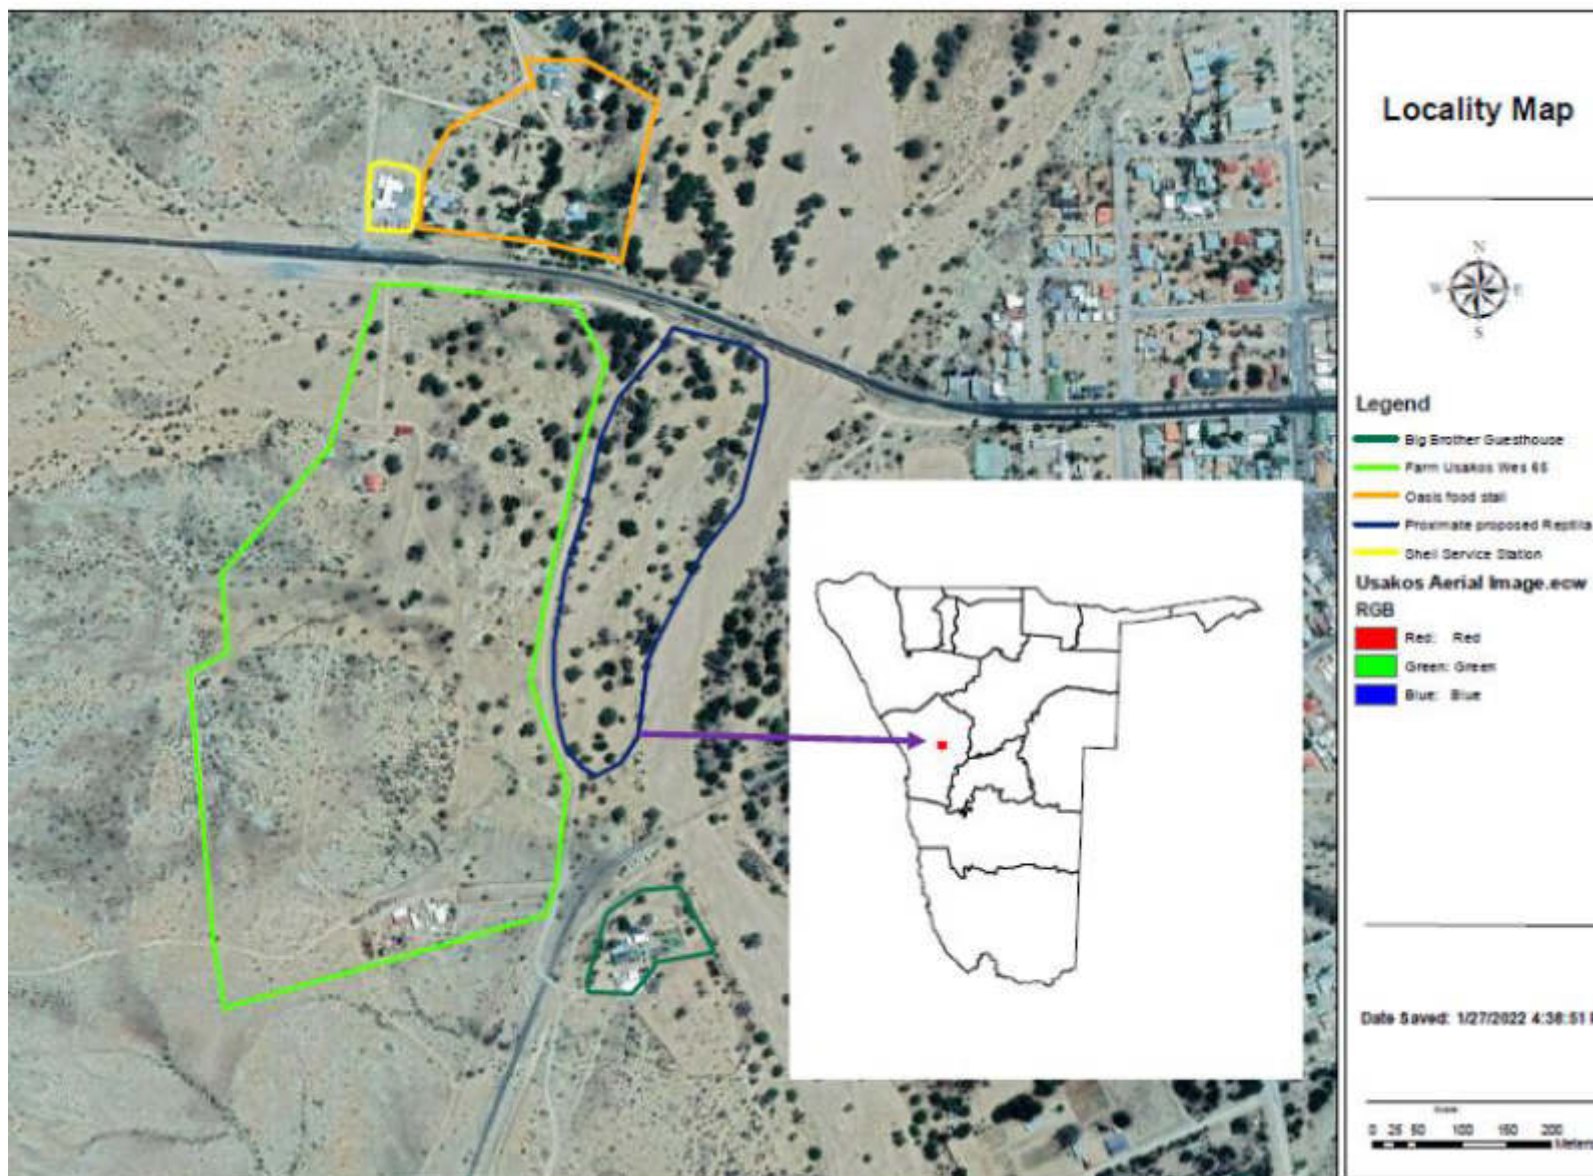 Locality Map
N
W E
S
Legend
Big Brother Guesthouse
Farm Usakos Wes 65
Oasis food stall
Proximate proposed Reptilia
Shell Service Station
Usakos Aerial Image.ecw
RGB
Red: Red
Green: Green
Blue: Blue
Date Saved: 1/27/2022 4:38:51
0 25 50 100 150 200
Meters